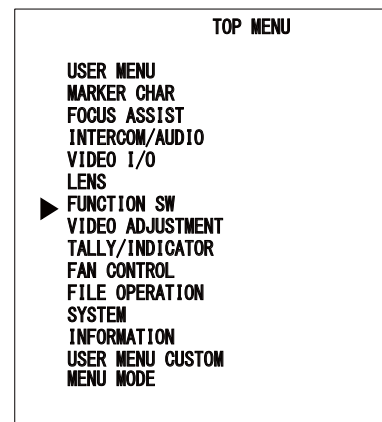 TOP MENU
USER MENU
MARKER CHAR
FOCUS ASSIST
INTERCOM/AUDIO
VIDEO I/O
LENS
FUNCTION SW
VIDEO ADJUSTMENT
TALLY/INDICATOR
FAN CONTROL
FILE OPERATION
SYSTEM
INFORMATION
USER MENU CUSTOM
MENU MODE